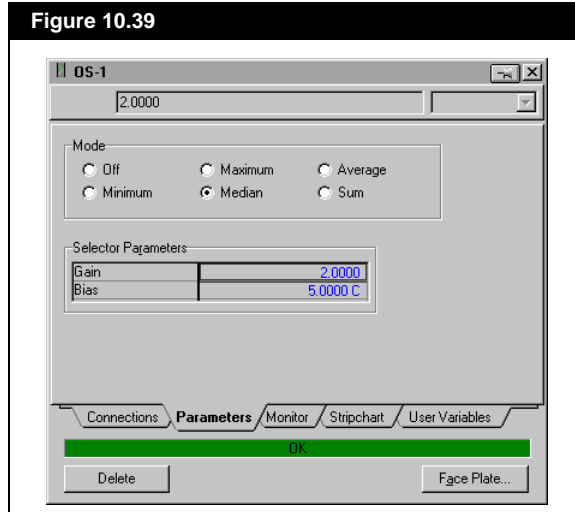 Figure 10.39
OS-1
2.0000
Mode
Off Maximum Average
Minimum Median Sum
Selector Parameters
Gain 2.0000
Bias 5.0000 C
Connections Parameters Monitor Stripchart User Variables
OK
Delete Face Plate...